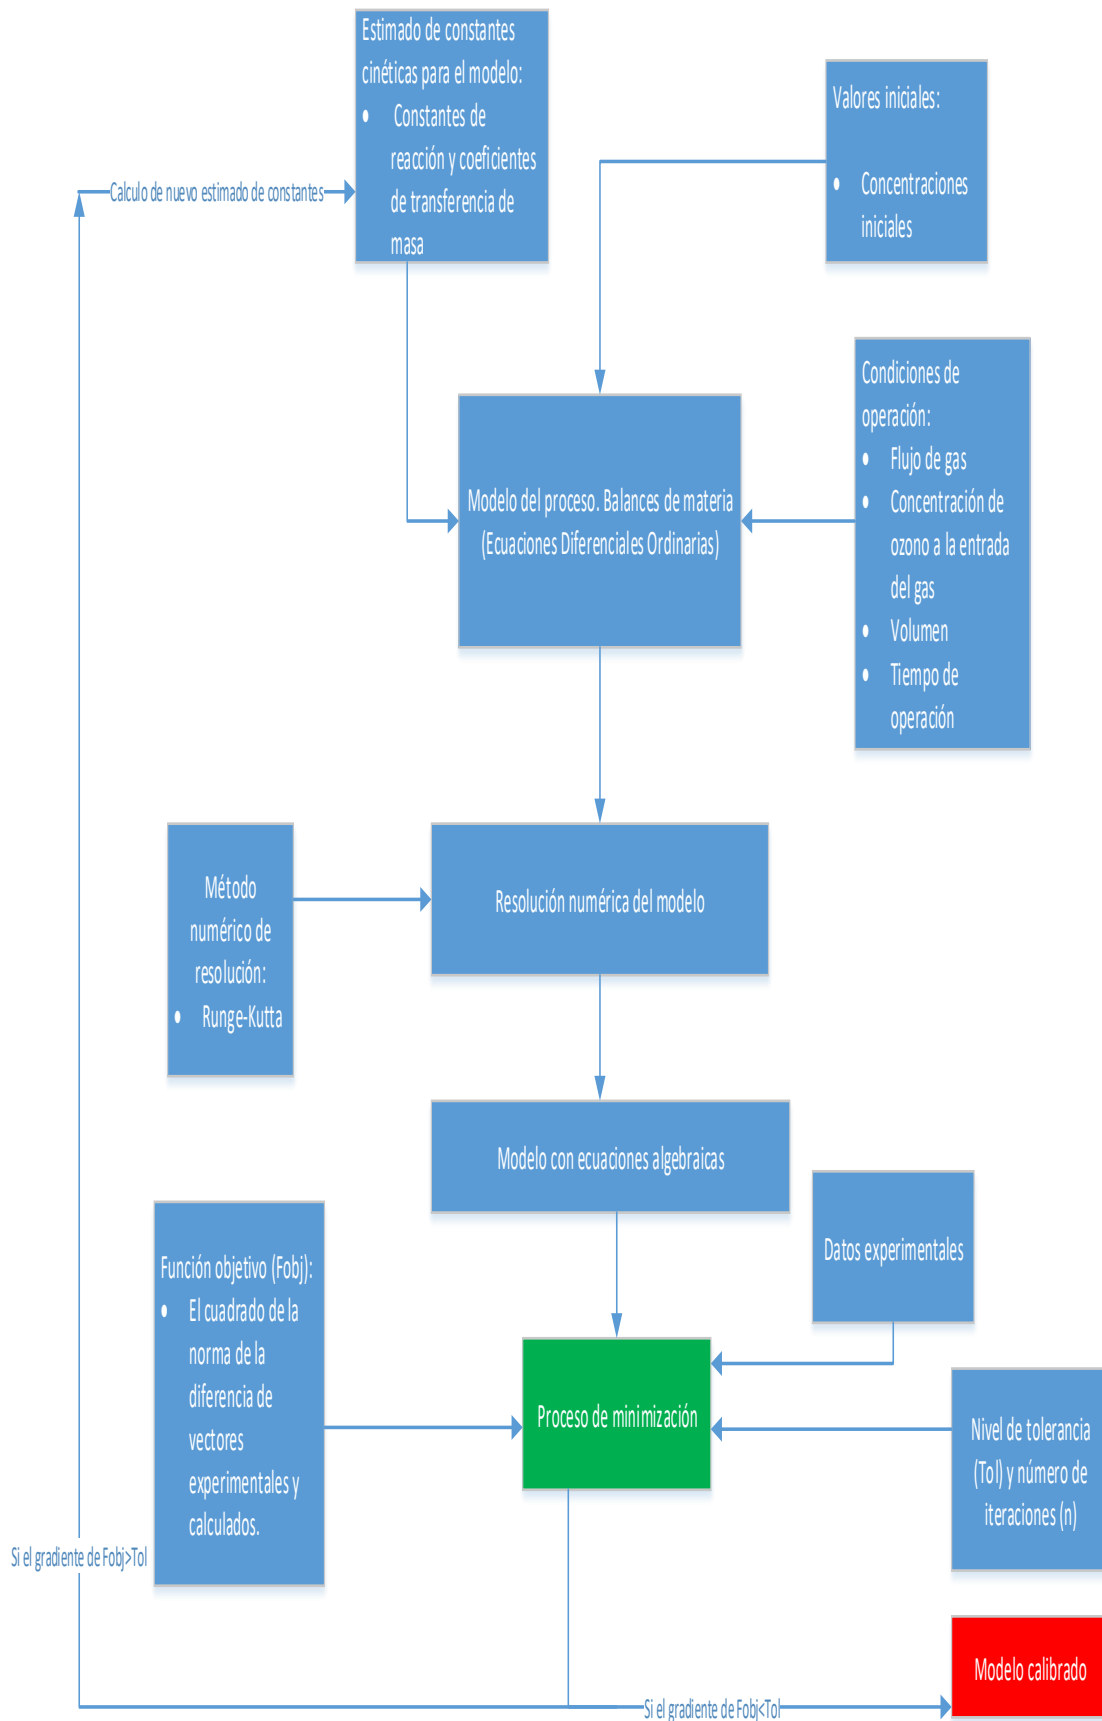 Estimado de constantes
cinéticas para el modelo:
• Constantes de
reacción y coeficientes
de transferencia de
masa
Valores iniciales:
• Concentraciones
iniciales
Calculo de nuevo estimado de constantes
Condiciones de
operación:
• Flujo de gas
• Concentración de
ozono a la entrada
del gas
• Volumen
• Tiempo de
operación
Modelo del proceso. Balances de materia
(Ecuaciones Diferenciales Ordinarias)
Método
numérico de
resolución:
• Runge-Kutta
Resolución numérica del modelo
Modelo con ecuaciones algebraicas
Datos experimentales
Función objetivo (Fobj):
• El cuadrado de la
norma de la
diferencia de
vectores
experimentales y
calculados.
Proceso de minimización
Nivel de tolerancia
(Tol) y número de
iteraciones (n)
Si el gradiente de Fobj>Tol
Modelo calibrado
Si el gradiente de Fobj<Tol